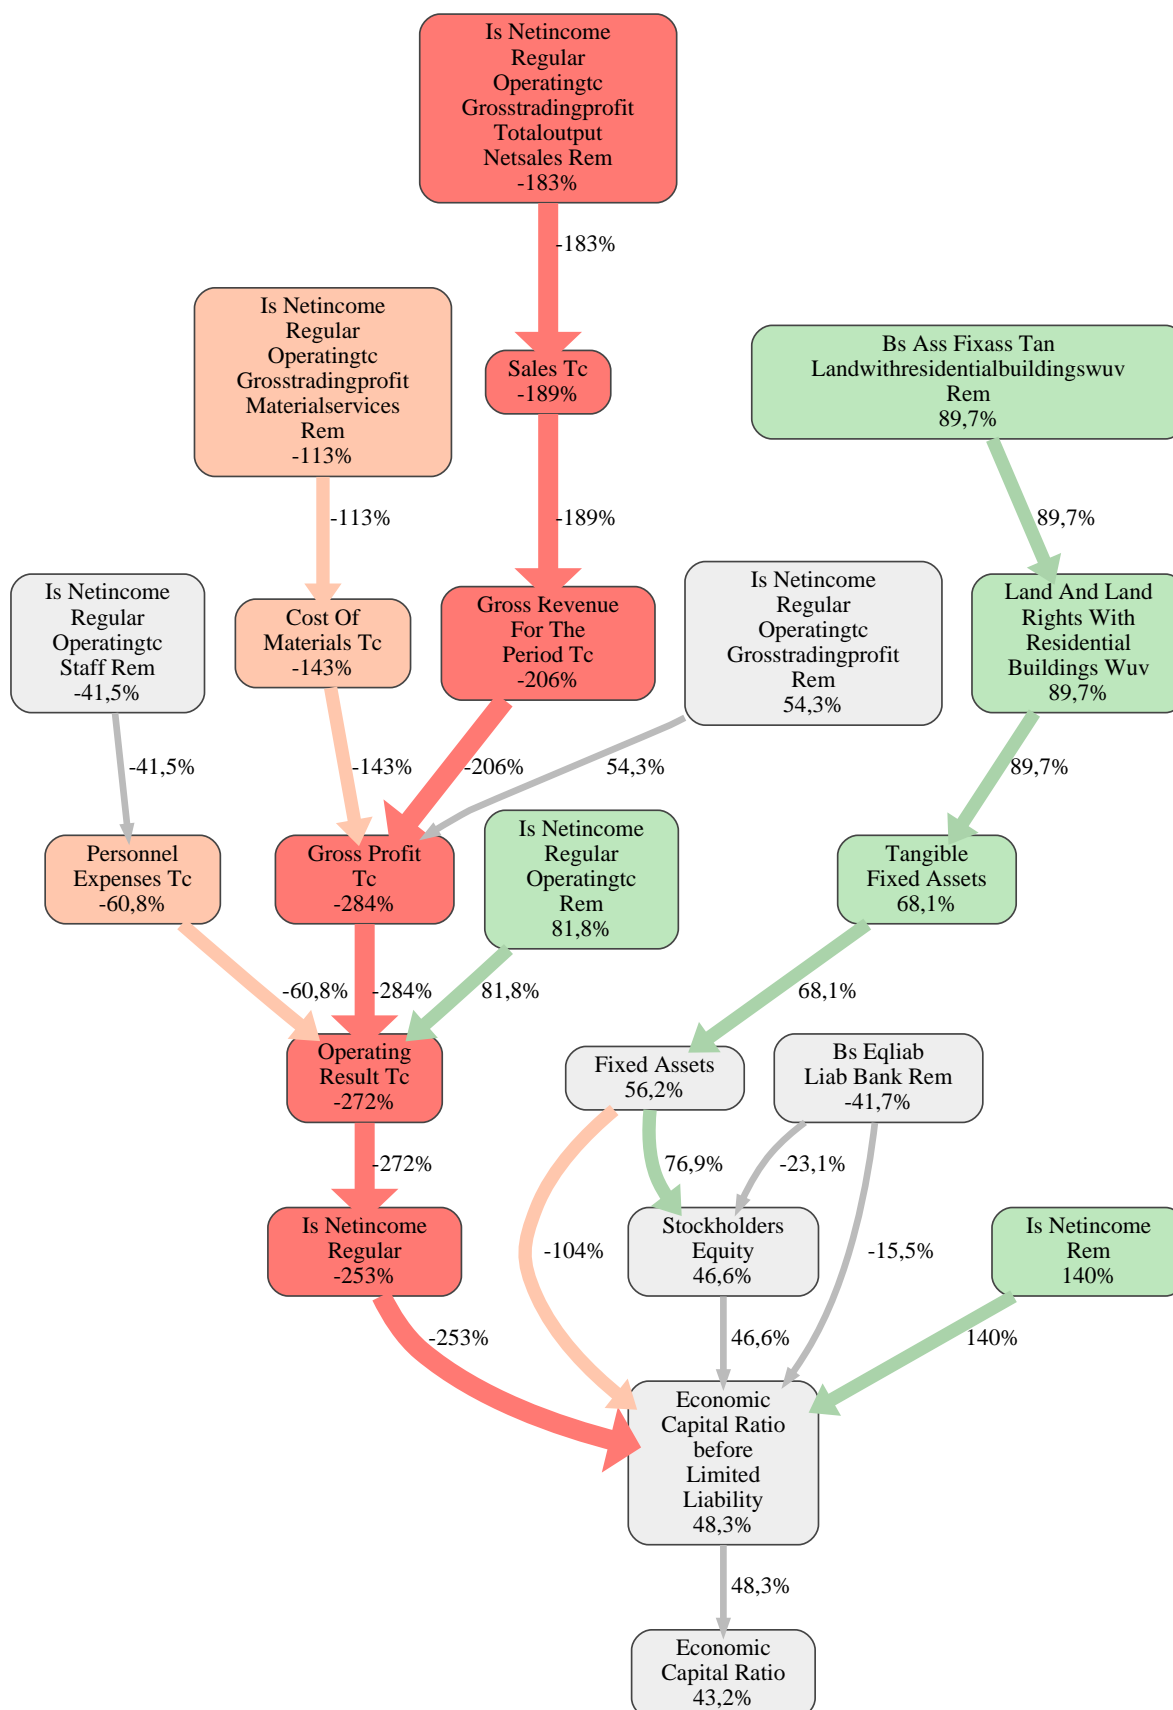 Is Netincome
Regular
Operatingtc
Grosstradingprofit
Totaloutput
Netsales Rem
-183%
-183%
Is Netincome
Regular
Operatingtc
Grosstradingprofit
Materialservices
Rem
-113%
Sales Tc
-189%
Bs Ass Fixass Tan
Landwithresidentialbuildingswuv
Rem
89,7%
-113%
-189%
89,7%
Is Netincome
Regular
Operatingtc
Staff Rem
-41,5%
Cost Of
Materials Tc
-143%
Gross Revenue
For The
Period Tc
-206%
Is Netincome
Regular
Operatingtc
Grosstradingprofit
Rem
54,3%
Land And Land
Rights With
Residential
Buildings Wuv
89,7%
-41,5%
-143%
-206%
54,3%
89,7%
Personnel
Expenses Tc
-60,8%
Gross Profit
Tc
-284%
Is Netincome
Regular
Operatingtc
Rem
81,8%
Tangible
Fixed Assets
68,1%
-60,8%
-284%
81,8%
68,1%
Operating
Result Tc
-272%
Fixed Assets
56,2%
Bs Eqliab
Liab Bank Rem
-41,7%
-272%
76,9%
-23,1%
Is Netincome
Regular
-253%
-104%
Stockholders
Equity
46,6%
-15,5%
Is Netincome
Rem
140%
-253%
46,6%
140%
Economic
Capital Ratio
before
Limited
Liability
48,3%
48,3%
Economic
Capital Ratio
43,2%